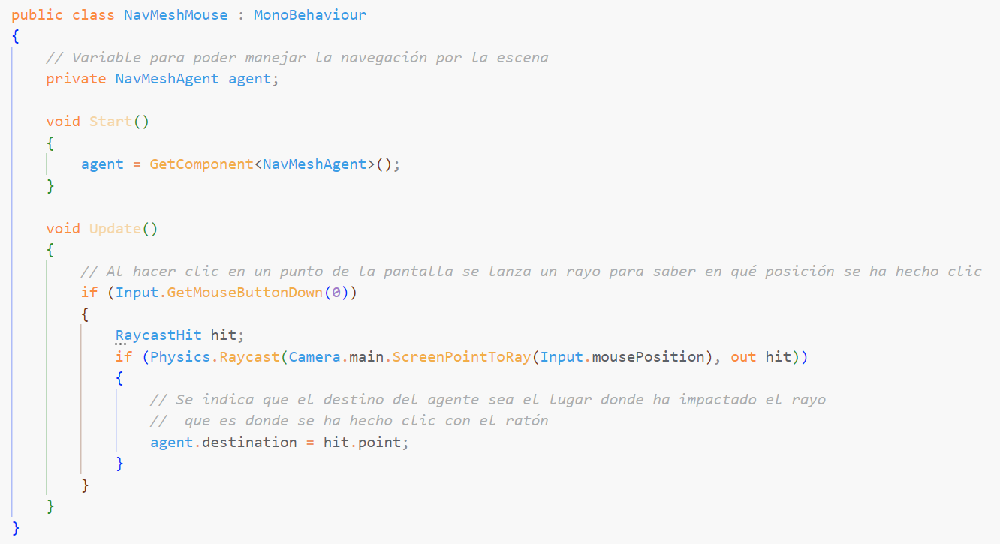 public class NavMeshMouse : MonoBehaviour
{
    // Variable para poder manejar la navegación por la escena
    private NavMeshAgent agent;

    void Start()
    {
        agent = GetComponent<NavMeshAgent>();
    }

    void Update()
    {
        // Al hacer clic en un punto de la pantalla se lanza un rayo para saber en qué posición se ha hecho clic
        if (Input.GetMouseButtonDown(0))
        {
            RaycastHit hit;
            if (Physics.Raycast(Camera.main.ScreenPointToRay(Input.mousePosition), out hit))
            {
                // Se indica que el destino del agente sea el lugar donde ha impactado el rayo
                //  que es donde se ha hecho clic con el ratón
                agent.destination = hit.point;
            }
        }
    }
}